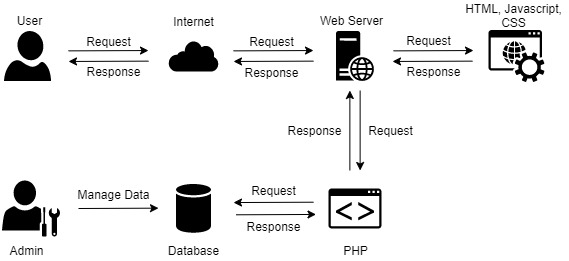 User
Internet
Web Server
HTML, Javascript,
CSS
Request
Response
Request
Response
Request
Response
Response
Request
Manage Data
Request
Response
Admin
Database
< >
PHP